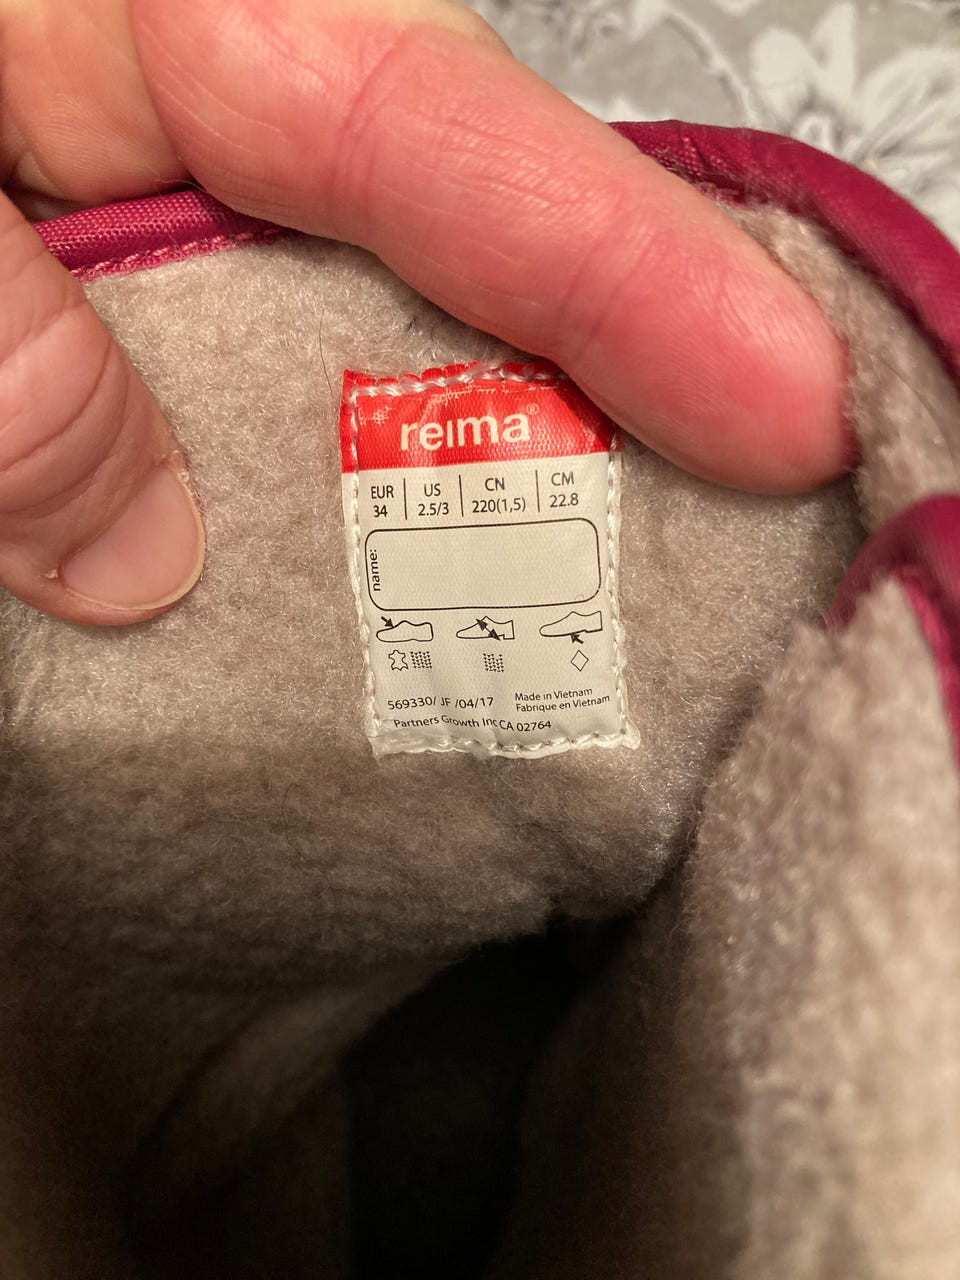 reima®
EUR US CN CM
34 2.5/3 220(1,5) 22.8
name:
569330/ JF /04/17
Made in Vietnam
Fabrique en Vietnam
Partners Growth Inc CA 02764